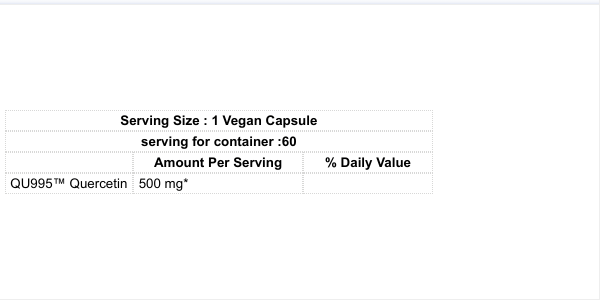 Serving Size : 1 Vegan Capsule
serving for container :60
Amount Per Serving % Daily Value
QU995™ Quercetin 500 mg*